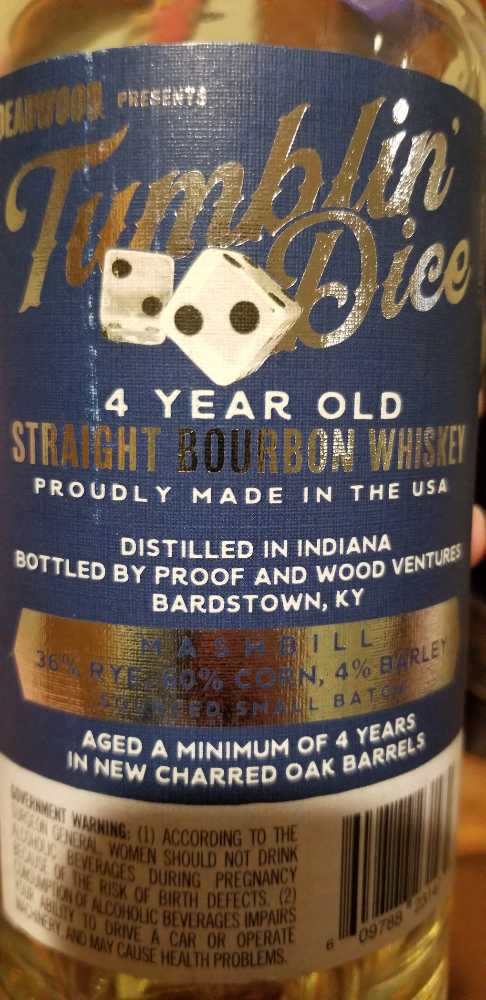 DEADWOOD PRESENTS
Tumblin'
Dice
4 YEAR OLD
STRAIGHT BOURBON WHISKEY
PROUDLY MADE IN THE USA
DISTILLED IN INDIANA
BOTTLED BY PROOF AND WOOD VENTURES
BARDSTOWN, KY
MASHBILL
36% RYE, 60% CORN, 4% BARLEY
SOURCED SMALL BATCH
AGED A MINIMUM OF 4 YEARS
IN NEW CHARRED OAK BARRELS
GOVERNMENT WARNING: (1) ACCORDING TO THE
SURGEON GENERAL, WOMEN SHOULD NOT DRINK
ALCOHOLIC BEVERAGES DURING PREGNANCY
BECAUSE OF THE RISK OF BIRTH DEFECTS. (2)
CONSUMPTION OF ALCOHOLIC BEVERAGES IMPAIRS
YOUR ABILITY TO DRIVE A CAR OR OPERATE
MACHINERY, AND MAY CAUSE HEALTH PROBLEMS.
6 09788